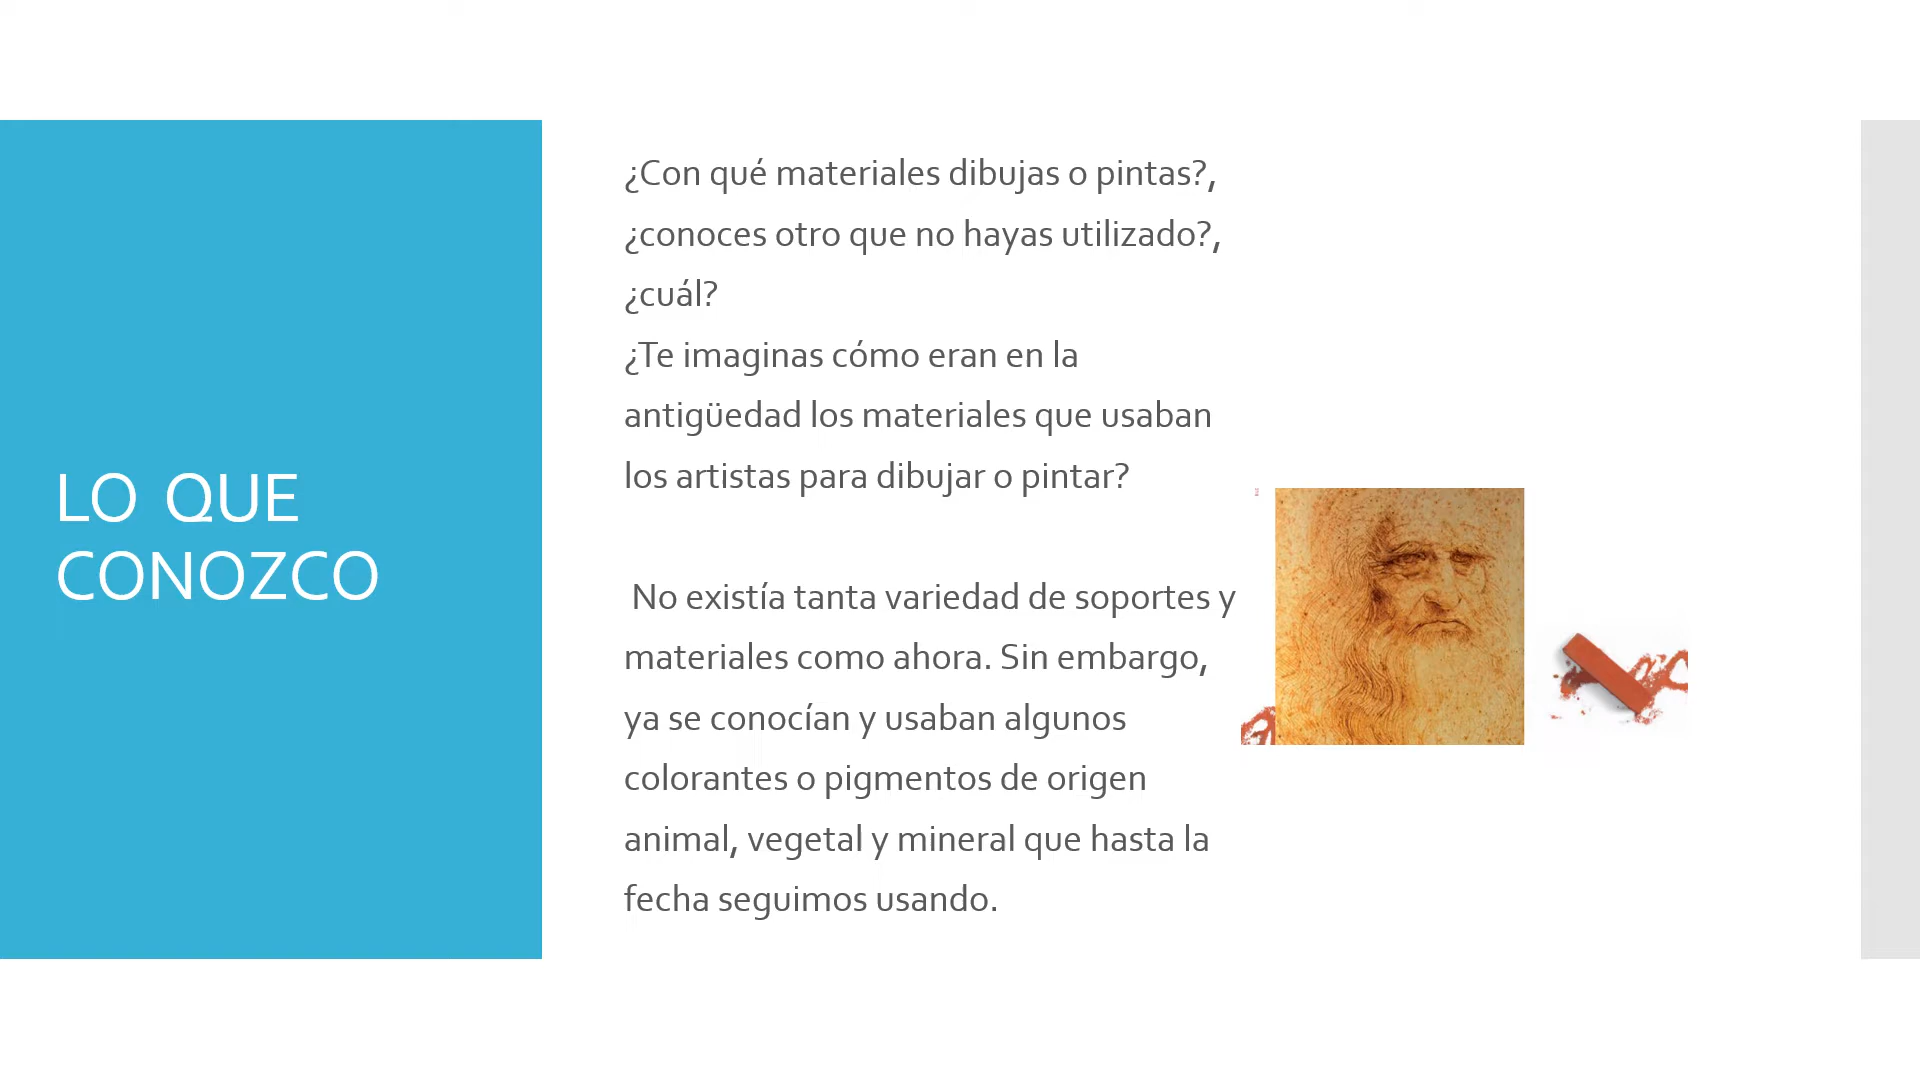 LO QUE
CONOZCO
¿Con qué materiales dibujas o pintas?,
¿conoces otro que no hayas utilizado?,
¿cuál?
¿Te imaginas cómo eran en la
antigüedad los materiales que usaban
los artistas para dibujar o pintar?
No existía tanta variedad de soportes y
materiales como ahora. Sin embargo,
ya se conocían y usaban algunos
colorantes o pigmentos de origen
animal, vegetal y mineral que hasta la
fecha seguimos usando.